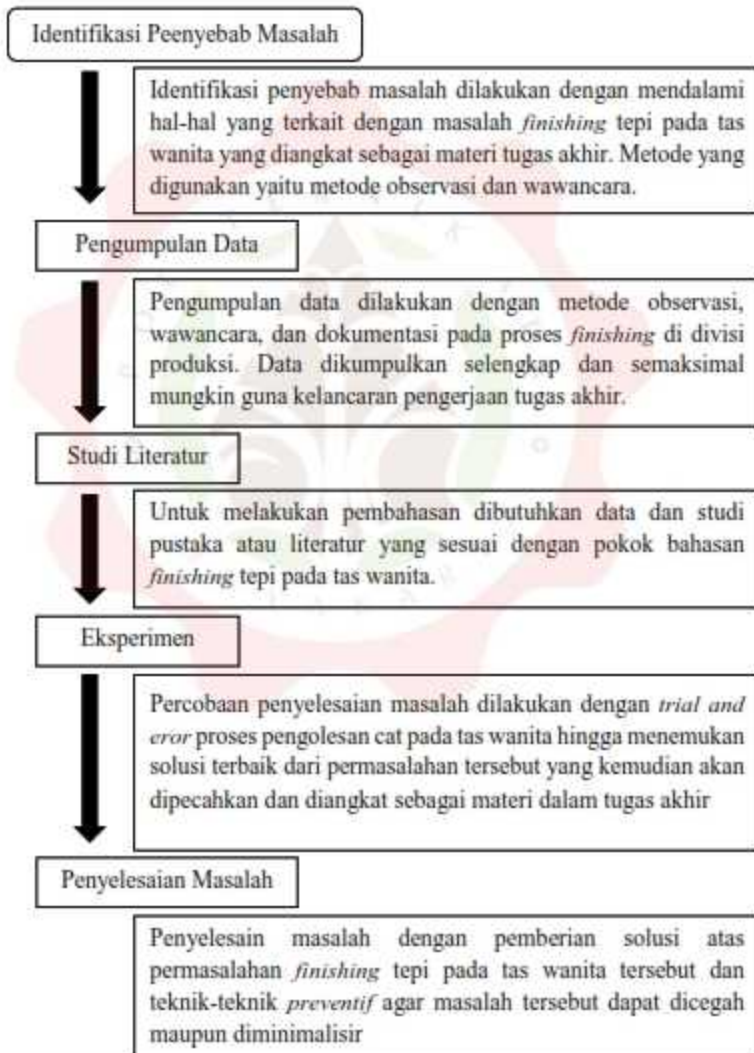 Identifikasi Peenyebab Masalah
Identifikasi penyebab masalah dilakukan dengan mendalami
hal-hal yang terkait dengan masalah finishing tepi pada tas
wanita yang diangkat sebagai materi tugas akhir. Metode yang
digunakan yaitu metode observasi dan wawancara.
Pengumpulan Data
Pengumpulan data dilakukan dengan metode observasi,
wawancara, dan dokumentasi pada proses finishing di divisi
produksi. Data dikumpulkan selengkap dan semaksimal
mungkin guna kelancaran pengerjaan tugas akhir.
Studi Literatur
Untuk melakukan pembahasan dibutuhkan data dan studi
pustaka atau literatur yang sesuai dengan pokok bahasan
finishing tepi pada tas wanita.
Eksperimen
Percobaan penyelesaian masalah dilakukan dengan trial and
eror proses pengolesan cat pada tas wanita hingga menemukan
solusi terbaik dari permasalahan tersebut yang kemudian akan
dipecahkan dan diangkat sebagai materi dalam tugas akhir
Penyelesaian Masalah
Penyelesain masalah dengan pemberian solusi atas
permasalahan finishing tepi pada tas wanita tersebut dan
teknik-teknik preventif agar masalah tersebut dapat dicegah
maupun diminimalisir